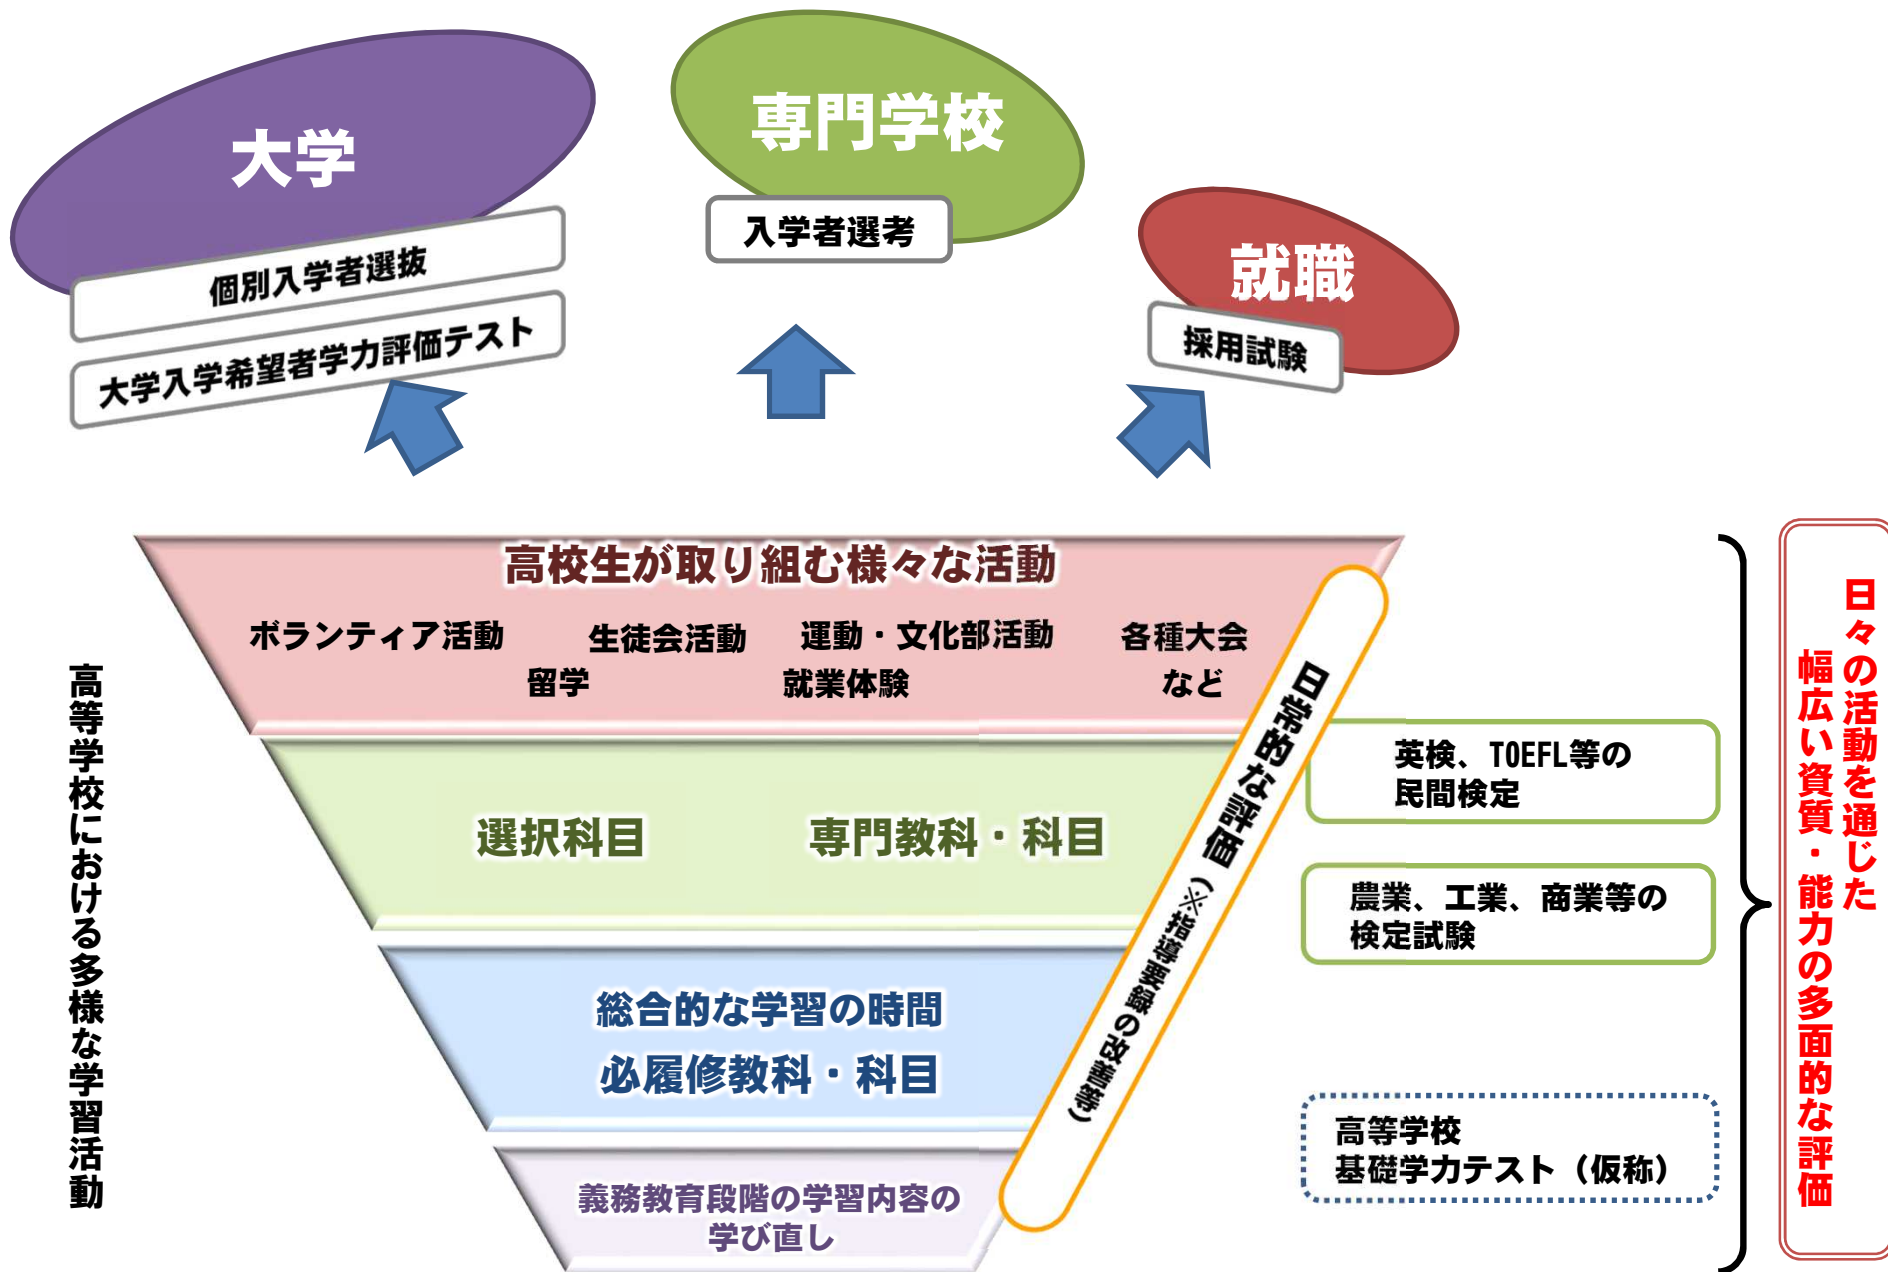 大学
個別入学者選抜
大学入学希望者学力評価テスト
専門学校
入学者選考
就職
採用試験
高等学校における多様な学習活動
高校生が取り組む様々な活動
ボランティア活動
生徒会活動
運動・文化部活動
各種大会
留学
就業体験
など
選択科目
専門教科・科目
総合的な学習の時間
必履修教科・科目
義務教育段階の学習内容の
学び直し
日常的な評価（※指導要録の改善等）
英検、TOEFL等の
民間検定
農業、工業、商業等の
検定試験
高等学校
基礎学力テスト（仮称）
日々の活動を通じた
幅広い資質・能力の多面的な評価